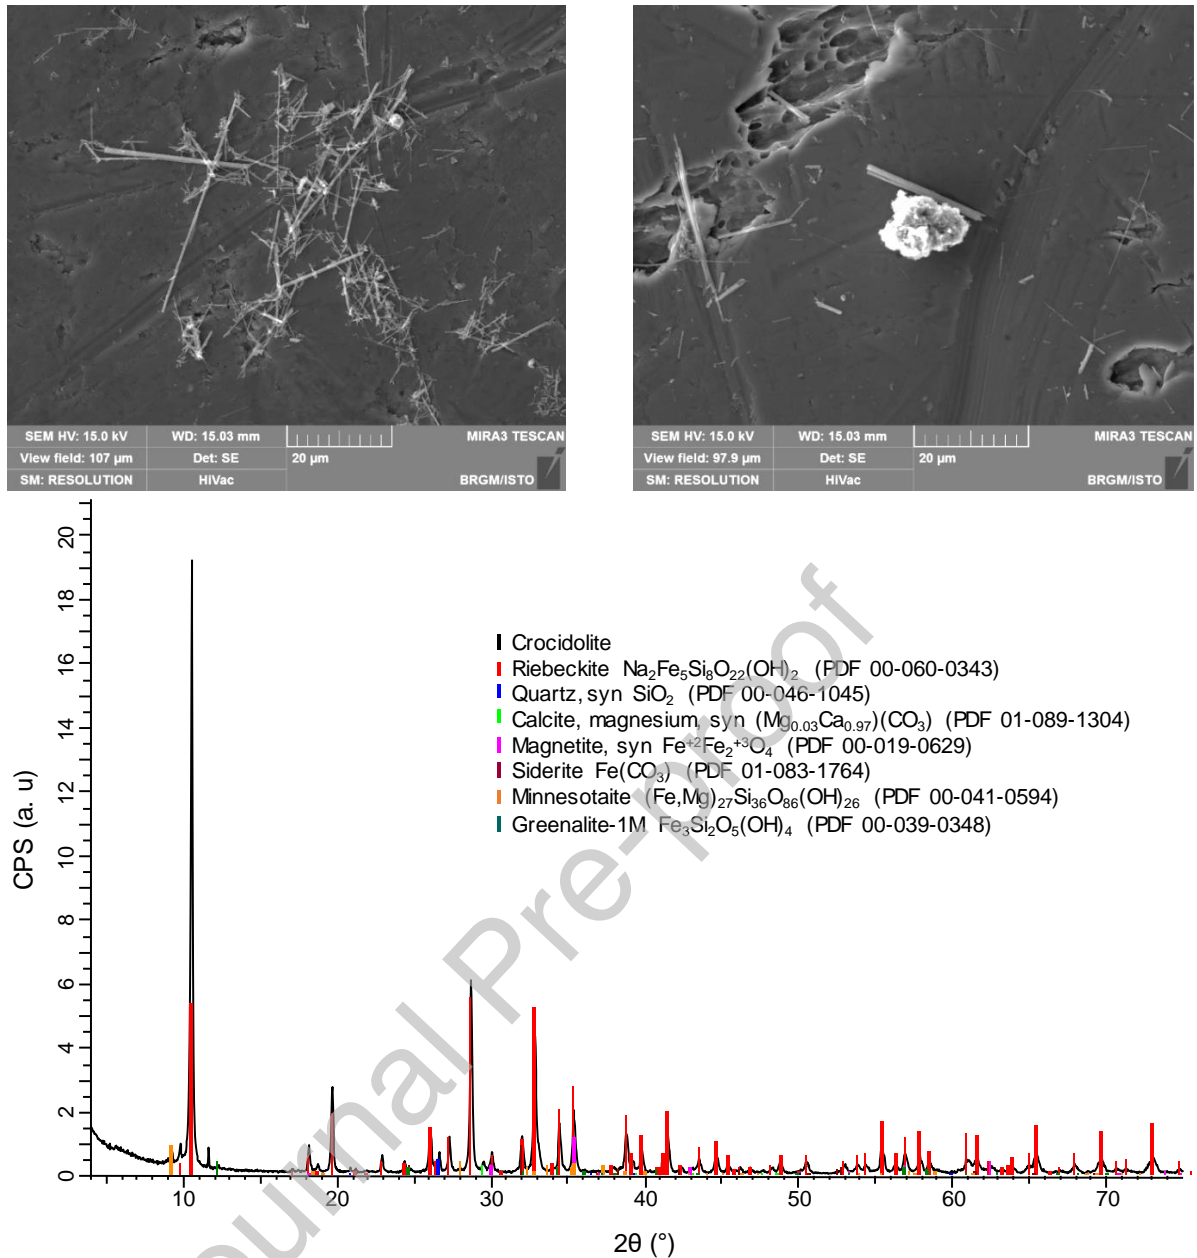 SEM HV: 15.0 kV WD: 15.03 mm MIRA3 TESCAN
View field: 107 µm Det: SE 20 µm
SM: RESOLUTION HiVac BRGM/ISTO
SEM HV: 15.0 kV WD: 15.03 mm MIRA3 TESCAN
View field: 97.9 µm Det: SE 20 µm
SM: RESOLUTION HiVac BRGM/ISTO
Crocidolite
Riebeckite Na₂Fe₅Si₈O₂₂(OH)₂ (PDF 00-060-0343)
Quartz, syn SiO₂ (PDF 00-046-1045)
Calcite, magnesium, syn (Mg₀.₀₃Ca₀.₉₇)(CO₃) (PDF 01-089-1304)
Magnetite, syn Fe⁺²Fe₂⁺³O₄ (PDF 00-019-0629)
Siderite Fe(CO₃) (PDF 01-083-1764)
Minnesotaite (Fe,Mg)₂₇Si₃₆O₈₆(OH)₂₆ (PDF 00-041-0594)
Greenalite-1M Fe₃Si₂O₅(OH)₄ (PDF 00-039-0348)
CPS (a. u)
20
18
16
14
12
10
8
6
4
2
0
10 20 30 40 50 60 70
2θ (°)
urnal Pre-proof